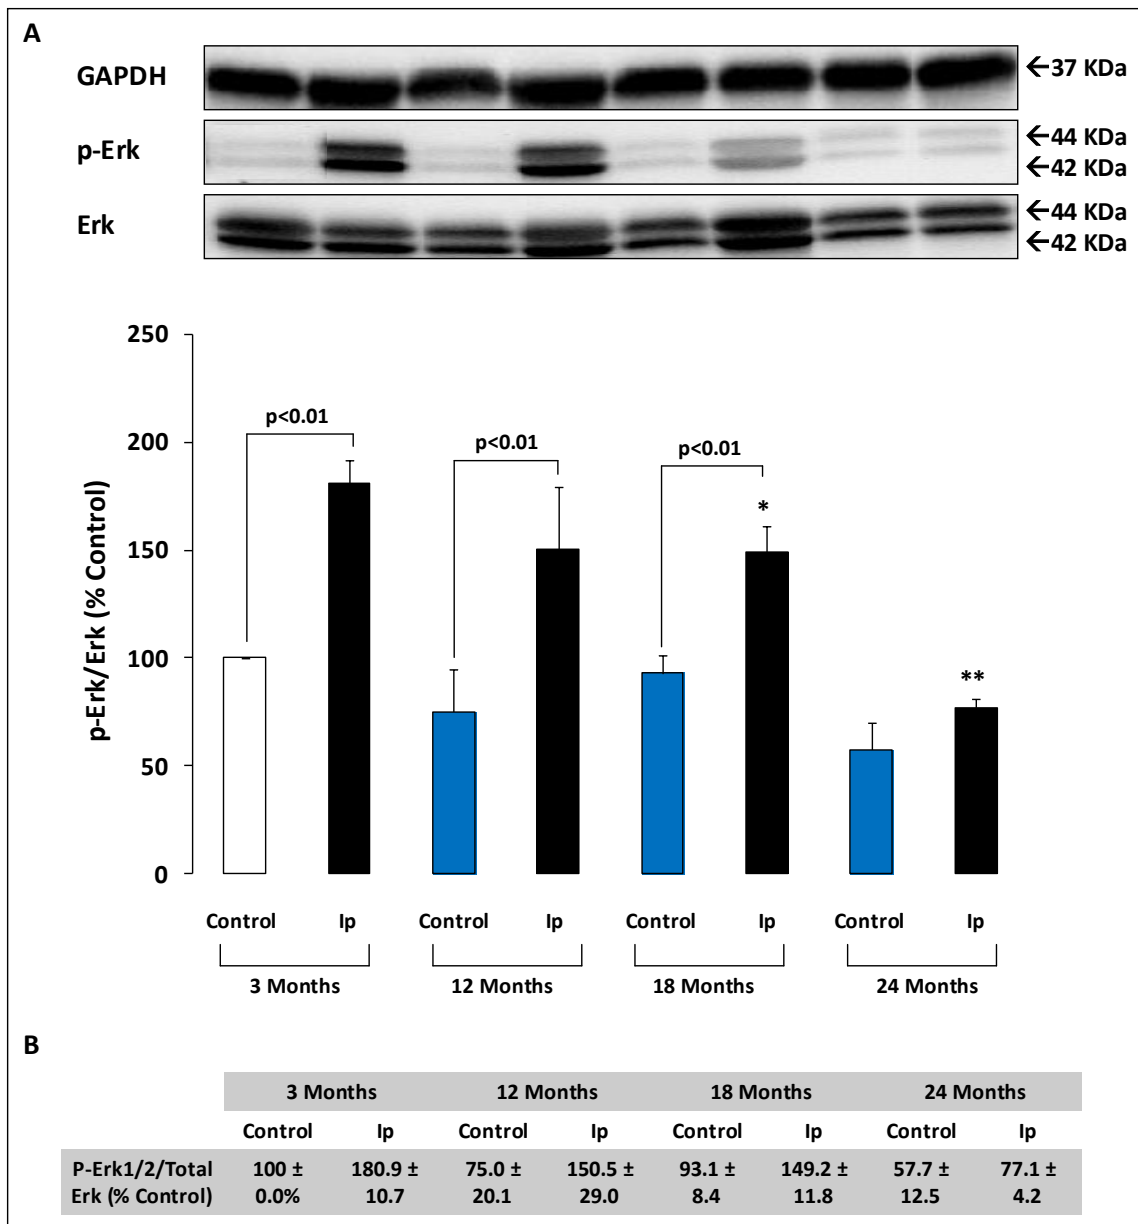 A
GAPDH
←37 KDa
p-Erk
←44 KDa
←42 KDa
Erk
←44 KDa
←42 KDa
p-Erk/Erk (% Control)
250
200
150
100
50
0
p<0.01
p<0.01
p<0.01
*
**
Control Ip Control Ip Control Ip Control Ip
3 Months 12 Months 18 Months 24 Months
B
3 Months 12 Months 18 Months 24 Months
Control Ip Control Ip Control Ip Control Ip
P-Erk1/2/Total 100 ± 180.9 ± 75.0 ± 150.5 ± 93.1 ± 149.2 ± 57.7 ± 77.1 ±
Erk (% Control) 0.0% 10.7 20.1 29.0 8.4 11.8 12.5 4.2